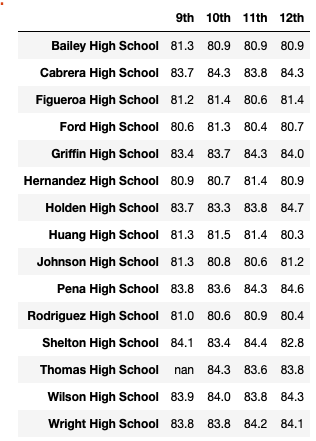 9th 10th 11th 12th
Bailey High School 81.3 80.9 80.9 80.9
Cabrera High School 83.7 84.3 83.8 84.3
Figueroa High School 81.2 81.4 80.6 81.4
Ford High School 80.6 81.3 80.4 80.7
Griffin High School 83.4 83.7 84.3 84.0
Hernandez High School 80.9 80.7 81.4 80.9
Holden High School 83.7 83.3 83.8 84.7
Huang High School 81.3 81.5 81.4 80.3
Johnson High School 81.3 80.8 80.6 81.2
Pena High School 83.8 83.6 84.3 84.6
Rodriguez High School 81.0 80.6 80.9 80.4
Shelton High School 84.1 83.4 84.4 82.8
Thomas High School nan 84.3 83.6 83.8
Wilson High School 83.9 84.0 83.8 84.3
Wright High School 83.8 83.8 84.2 84.1